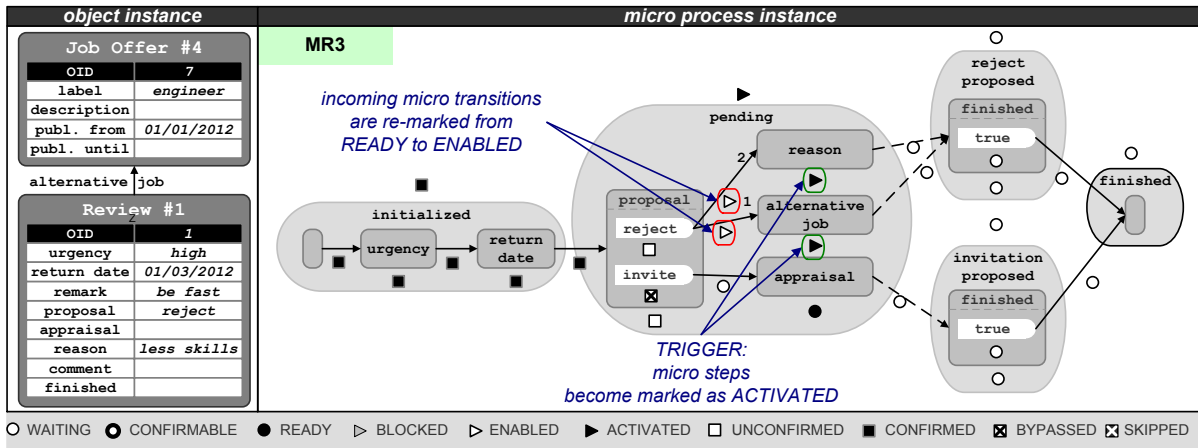 object instance
micro process instance
Job Offer #4
OID 7
label engineer
description
publ. from 01/01/2012
publ. until
alternative job
Review #1
z
OID 1
urgency high
return date 01/03/2012
remark be fast
proposal reject
appraisal
reason less skills
comment
finished
MR3
incoming micro transitions
are re-marked from
READY to ENABLED
initialized
urgency
return
date
pending
proposal
reject
invite
2
1
reason
alternative
job
appraisal
TRIGGER:
micro steps
become marked as ACTIVATED
reject
proposed
finished
true
invitation
proposed
finished
true
finished
WAITING CONFIRMABLE READY BLOCKED ENABLED ACTIVATED UNCONFIRMED CONFIRMED BYPASSED SKIPPED